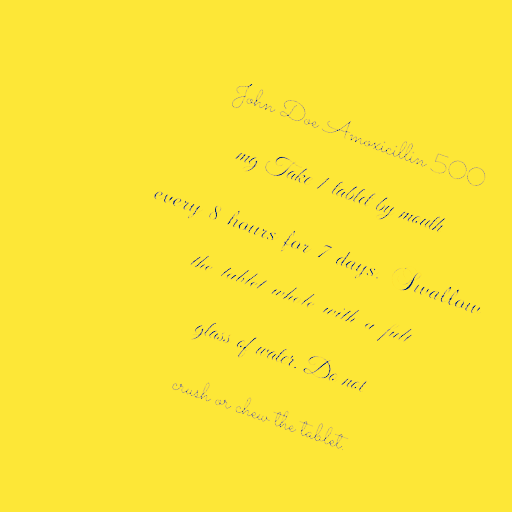 John Doe Amoxicillin 500
mg Take 1 tablet by mouth
every 8 hours for 7 days. Swallow
the tablet whole with a full
glass of water. Do not
crush or chew the tablet.